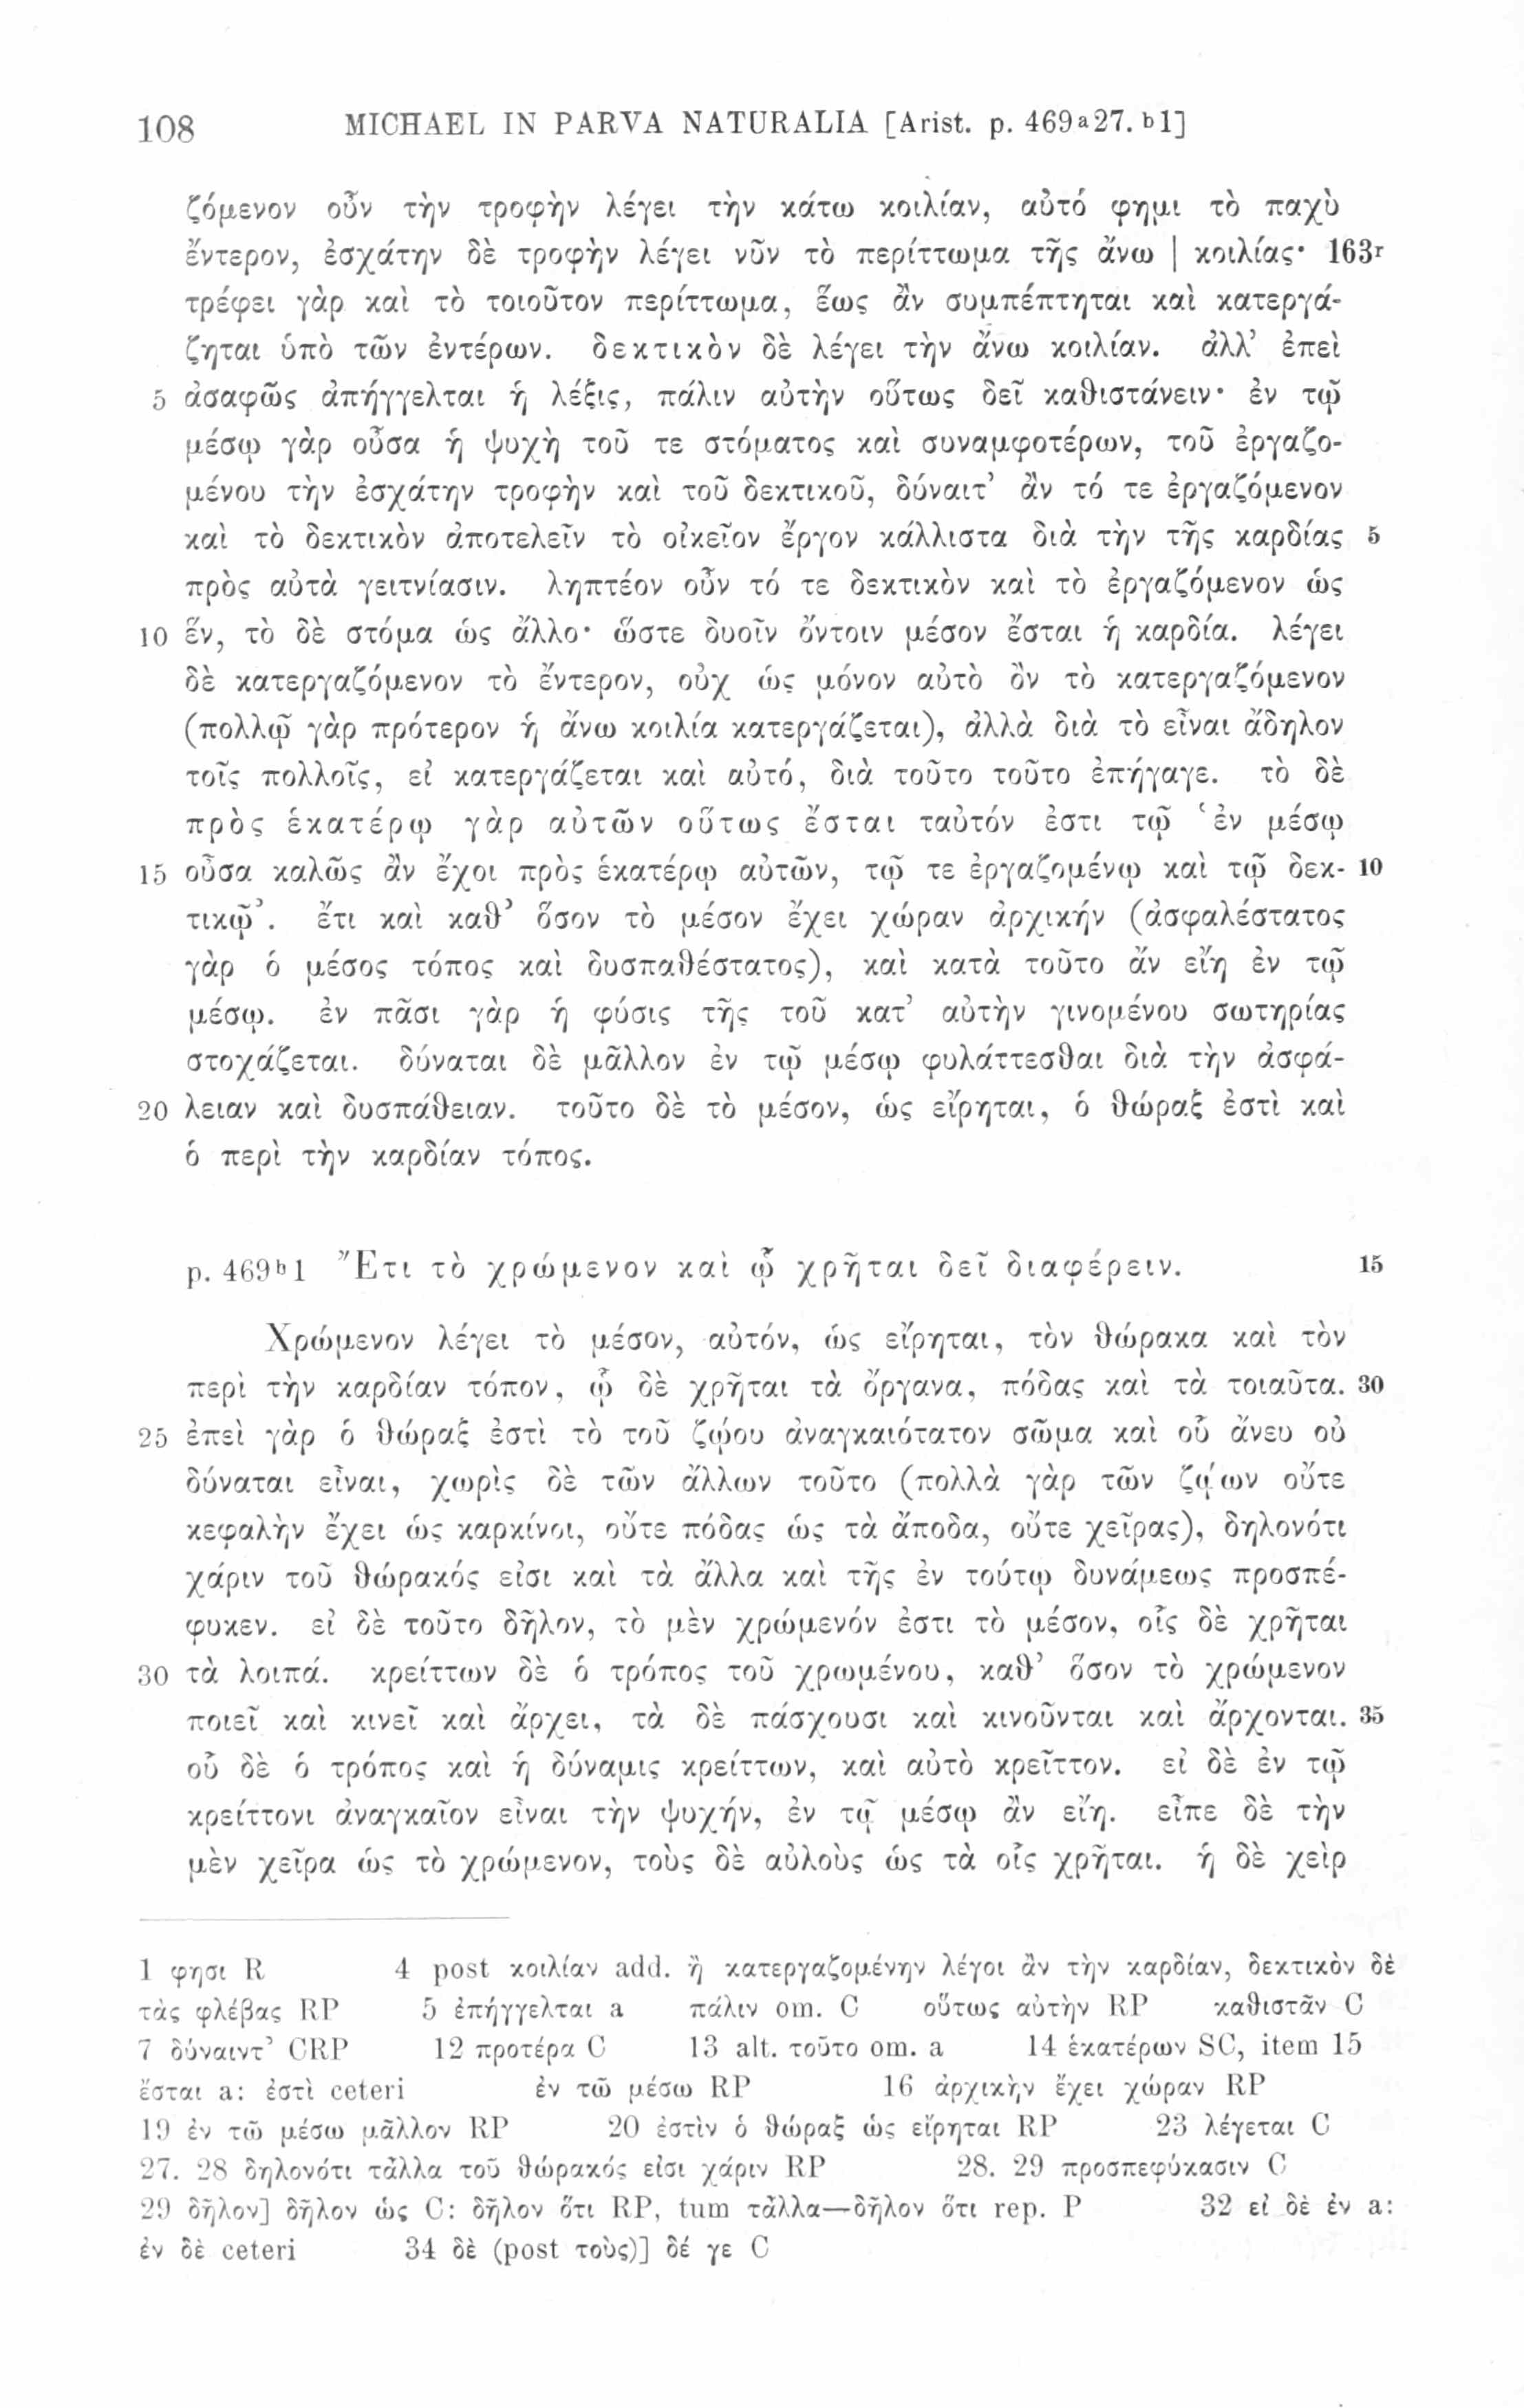 108 MICHAEL IN PARVA NATURALIA [Arist. p. 469a27. b1]
ζόμενον οὖν τὴν τροφὴν λέγει τὴν κάτω κοιλίαν, αὐτό φημι τὸ παχὺ
ἔντερον, ἐσχάτην δὲ τροφὴν λέγει νῦν τὸ περίττωμα τῆς ἄνω | κοιλίας· 163r
τρέφει γὰρ καὶ τὸ τοιοῦτον περίττωμα, ἕως ἂν συμπέπτηται καὶ κατεργά-
ζηται ὑπὸ τῶν ἐντέρων. δεκτικὸν δὲ λέγει τὴν ἄνω κοιλίαν. ἀλλ’ ἐπεὶ
5 ἀσαφῶς ἀπήγγελται ἡ λέξις, πάλιν αὐτὴν οὕτως δεῖ καθιστάνειν· ἐν τῷ
μέσῳ γὰρ οὖσα ἡ ψυχὴ τοῦ τε στόματος καὶ συναμφοτέρων, τοῦ ἐργαζο-
μένου τὴν ἐσχάτην τροφὴν καὶ τοῦ δεκτικοῦ, δύναιτ’ ἂν τό τε ἐργαζόμενον
καὶ τὸ δεκτικὸν ἀποτελεῖν τὸ οἰκεῖον ἔργον κάλλιστα διὰ τὴν τῆς καρδίας 5
πρὸς αὐτὰ γειτνίασιν. ληπτέον οὖν τό τε δεκτικὸν καὶ τὸ ἐργαζόμενον ὡς
10 ἕν, τὸ δὲ στόμα ὡς ἄλλο· ὥστε δυοῖν ὄντοιν μέσον ἔσται ἡ καρδία. λέγει
δὲ κατεργαζόμενον τὸ ἔντερον, οὐχ ὡς μόνον αὐτὸ ὂν τὸ κατεργαζόμενον
(πολλῷ γὰρ πρότερον ἡ ἄνω κοιλία κατεργάζεται), ἀλλὰ διὰ τὸ εἶναι ἄδηλον
τοῖς πολλοῖς, εἰ κατεργάζεται καὶ αὐτό, διὰ τοῦτο τοῦτο ἐπήγαγε. τὸ δὲ
πρὸς ἑκατέρῳ γὰρ αὐτῶν οὕτως ἔσται ταὐτόν ἐστι τῷ ‘ἐν μέσῳ
15 οὖσα καλῶς ἂν ἔχοι πρὸς ἑκατέρῳ αὐτῶν, τῷ τε ἐργαζομένῳ καὶ τῷ δεκ- 10
τικῷ’. ἔτι καὶ καθ’ ὅσον τὸ μέσον ἔχει χώραν ἀρχικήν (ἀσφαλέστατος
γὰρ ὁ μέσος τόπος καὶ δυσπαθέστατος), καὶ κατὰ τοῦτο ἄν εἴη ἐν τῷ
μέσῳ. ἐν πᾶσι γὰρ ἡ φύσις τῆς τοῦ κατ’ αὐτὴν γινομένου σωτηρίας
στοχάζεται. δύναται δὲ μᾶλλον ἐν τῷ μέσῳ φυλάττεσθαι διὰ τὴν ἀσφά-
20 λειαν καὶ δυσπάθειαν. τοῦτο δὲ τὸ μέσον, ὡς εἴρηται, ὁ θώραξ ἐστὶ καὶ
ὁ περὶ τὴν καρδίαν τόπος.
p. 469b1 Ἔτι τὸ χρώμενον καὶ ᾧ χρῆται δεῖ διαφέρειν. 15
Χρώμενον λέγει τὸ μέσον, αὐτόν, ὡς εἴρηται, τὸν θώρακα καὶ τὸν
περὶ τὴν καρδίαν τόπον, ᾧ δὲ χρῆται τὰ ὄργανα, πόδας καὶ τὰ τοιαῦτα. 30
25 ἐπεὶ γὰρ ὁ θώραξ ἐστὶ τὸ τοῦ ζῴου ἀναγκαιότατον σῶμα καὶ οὗ ἄνευ οὐ
δύναται εἶναι, χωρὶς δὲ τῶν ἄλλων τοῦτο (πολλὰ γὰρ τῶν ζῴων οὔτε
κεφαλὴν ἔχει ὡς καρκίνοι, οὔτε πόδας ὡς τὰ ἄποδα, οὔτε χεῖρας), δηλονότι
χάριν τοῦ θώρακός εἰσι καὶ τὰ ἄλλα καὶ τῆς ἐν τούτῳ δυνάμεως προσπέ-
φυκεν. εἰ δὲ τοῦτο δῆλον, τὸ μὲν χρώμενόν ἐστι τὸ μέσον, οἷς δὲ χρῆται
30 τὰ λοιπά. κρείττων δὲ ὁ τρόπος τοῦ χρωμένου, καθ’ ὅσον τὸ χρώμενον
ποιεῖ καὶ κινεῖ καὶ ἄρχει, τὰ δὲ πάσχουσι καὶ κινοῦνται καὶ ἄρχονται. 35
οὗ δὲ ὁ τρόπος καὶ ἡ δύναμις κρείττων, καὶ αὐτὸ κρεῖττον. εἰ δὲ ἐν τῷ
κρείττονι ἀναγκαῖον εἶναι τὴν ψυχήν, ἐν τῷ μέσῳ ἂν εἴη. εἶπε δὲ τὴν
μὲν χεῖρα ὡς τὸ χρώμενον, τοὺς δὲ αὐλοὺς ὡς τὰ οἷς χρῆται. ἡ δὲ χεὶρ
1 φησι R 4 post κοιλίαν add. ἢ κατεργαζομένην λέγοι ἂν τὴν καρδίαν, δεκτικὸν δὲ
τὰς φλέβας RP 5 ἐπήγγελται a πάλιν om. C οὕτως αὐτὴν RP καθιστᾶν C
7 δύναιντ’ CRP 12 προτέρα C 13 alt. τοῦτο om. a 14 ἑκατέρων SC, item 15
ἔσται a: ἐστὶ ceteri ἐν τῶ μέσω RP 16 ἀρχικὴν ἔχει χώραν RP
19 ἐν τῶ μέσω μᾶλλον RP 20 ἐστὶν ὁ θώραξ ὡς εἴρηται RP 23 λέγεται C
27. 28 δηλονότι τἆλλα τοῦ θώρακός εἰσι χάριν RP 28. 29 προσπεφύκασιν C
29 δῆλον] δῆλον ὡς C: δῆλον ὅτι RP, tum τἆλλα—δῆλον ὅτι rep. P 32 εἰ δὲ ἐν a:
ἐν δὲ ceteri 34 δὲ (post τοὺς)] δέ γε C